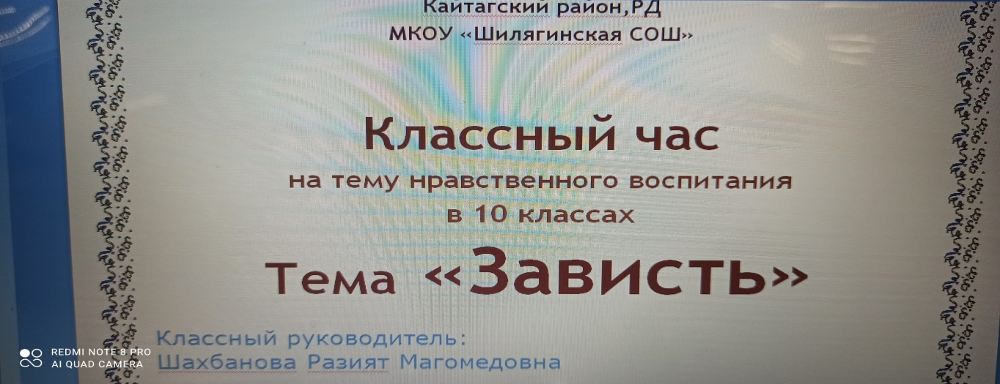 Кайтагский район,РД
МКОУ «Шилягинская СОШ»
Классный час
на тему нравственного воспитания
в 10 классах
Тема «Зависть»
Классный руководитель:
Шахбанова Разият Магомедовна
REDMI NOTE 8 PRO
AI QUAD CAMERA